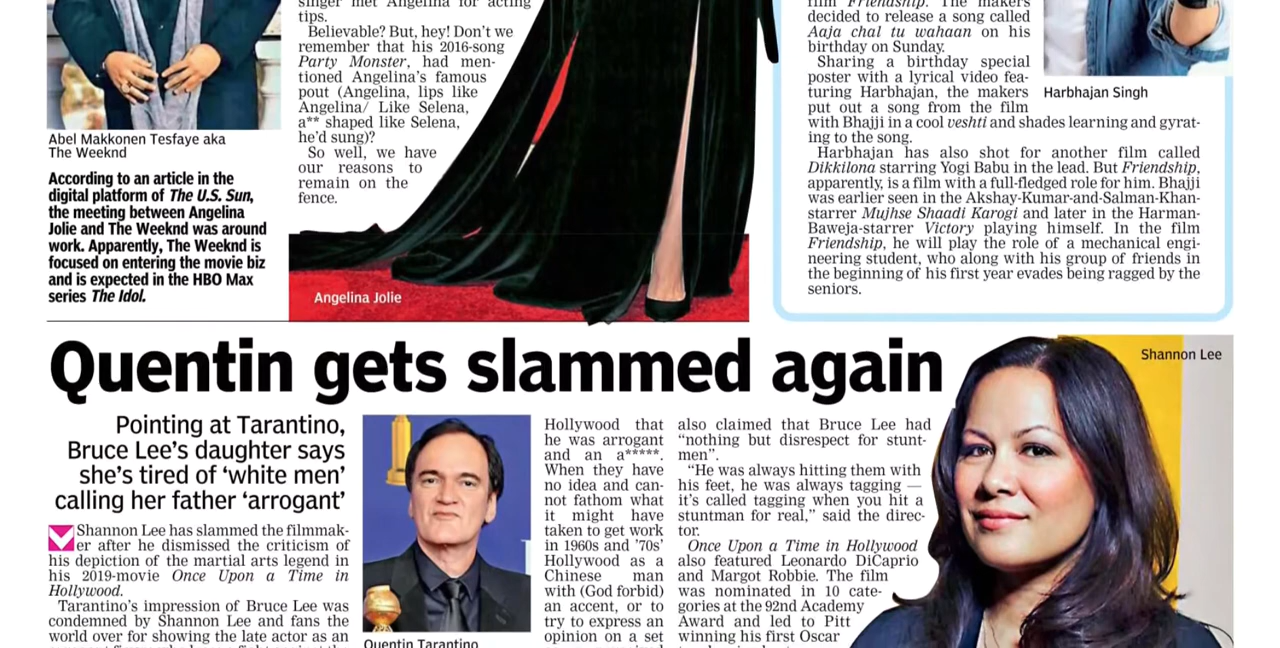 singer met Angelina for acting
tips.
Believable? But, hey! Don't we
remember that his 2016-song
Party Monster, had men-
tioned Angelina's famous
pout (Angelina, lips like
Angelina/ Like Selena,
a** shaped like Selena,
he'd sung)?
So well, we have
our reasons to
remain on the
fence.
Abel Makkonen Tesfaye aka
The Weeknd
According to an article in the
digital platform of The U.S. Sun,
the meeting between Angelina
Jolie and The Weeknd was around
work. Apparently, The Weeknd is
focused on entering the movie biz
and is expected in the HBO Max
series The Idol.
Angelina Jolie
film Friendship. The makers
decided to release a song called
Aaja chal tu wahaan on his
birthday on Sunday.
Sharing a birthday special
poster with a lyrical video fea-
turing Harbhajan, the makers
put out a song from the film
with Bhajji in a cool veshti and shades learning and gyrat-
ing to the song.
Harbhajan has also shot for another film called
Dikkilona starring Yogi Babu in the lead. But Friendship,
apparently, is a film with a full-fledged role for him. Bhajji
was earlier seen in the Akshay-Kumar-and-Salman-Khan-
starrer Mujhse Shaadi Karogi and later in the Harman-
Baweja-starrer Victory playing himself. In the film
Friendship, he will play the role of a mechanical engi-
neering student, who along with his group of friends in
the beginning of his first year evades being ragged by the
seniors.
Harbhajan Singh
Quentin gets slammed again
Shannon Lee
Pointing at Tarantino,
Bruce Lee's daughter says
she's tired of 'white men'
calling her father 'arrogant'
Shannon Lee has slammed the filmmak-
er after he dismissed the criticism of
his depiction of the martial arts legend in
his 2019-movie Once Upon a Time in
Hollywood.
Tarantino's impression of Bruce Lee was
condemned by Shannon Lee and fans the
world over for showing the late actor as an
Quentin Tarantino
Hollywood that
he was arrogant
and an a*****.
When they have
no idea and can-
not fathom what
it might have
taken to get work
in 1960s and '70s'
Hollywood as a
Chinese man
with (God forbid)
an accent, or to
try to express an
opinion on a set
also claimed that Bruce Lee had
"nothing but disrespect for stunt-
men".
"He was always hitting them with
his feet, he was always tagging —
it's called tagging when you hit a
stuntman for real," said the direc-
tor.
Once Upon a Time in Hollywood
also featured Leonardo DiCaprio
and Margot Robbie. The film
was nominated in 10 cate-
gories at the 92nd Academy
Award and led to Pitt
winning his first Oscar